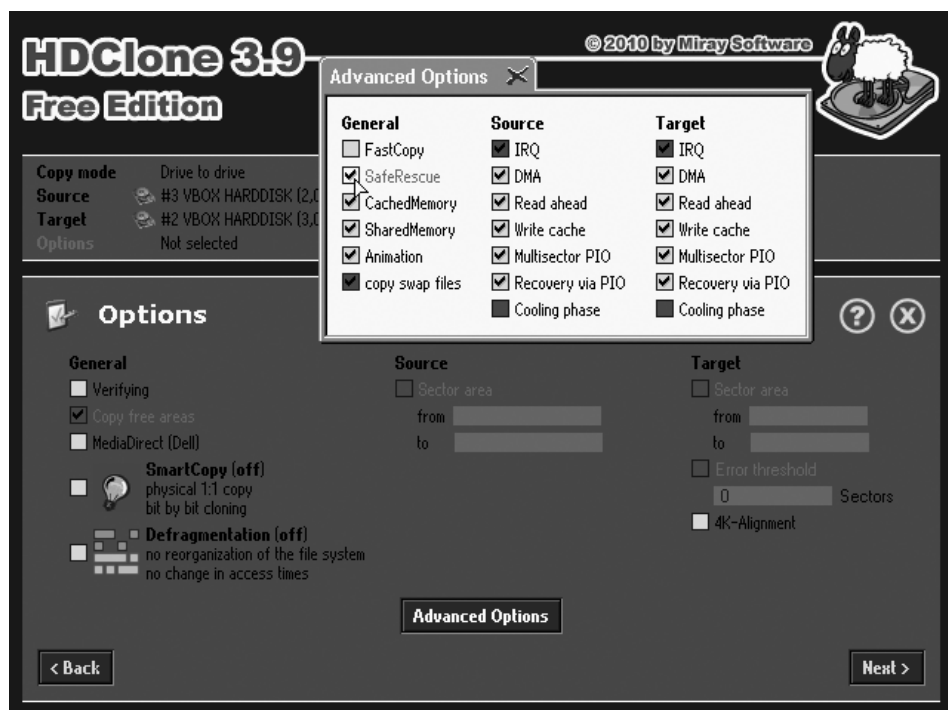 HDClone 3.9
Free Edition
© 2010 by Miray Software
Advanced Options
General
FastCopy
SafeRescue
CachedMemory
SharedMemory
Animation
copy swap files
Source
IRQ
DMA
Read ahead
Write cache
Multisector PIO
Recovery via PIO
Cooling phase
Target
IRQ
DMA
Read ahead
Write cache
Multisector PIO
Recovery via PIO
Cooling phase
Copy mode Drive to drive
Source #3 VBOX HARDDISK (2,0
Target #2 VBOX HARDDISK (3,0
Options Not selected
Options
? X
General
Verifying
Copy free areas
MediaDirect (Dell)
SmartCopy (off)
physical 1:1 copy
bit by bit cloning
Defragmentation (off)
no reorganization of the file system
no change in access times
Source
Sector area
from
to
Target
Sector area
from
to
Error threshold
0 Sectors
4K-Alignment
Advanced Options
< Back
Next >